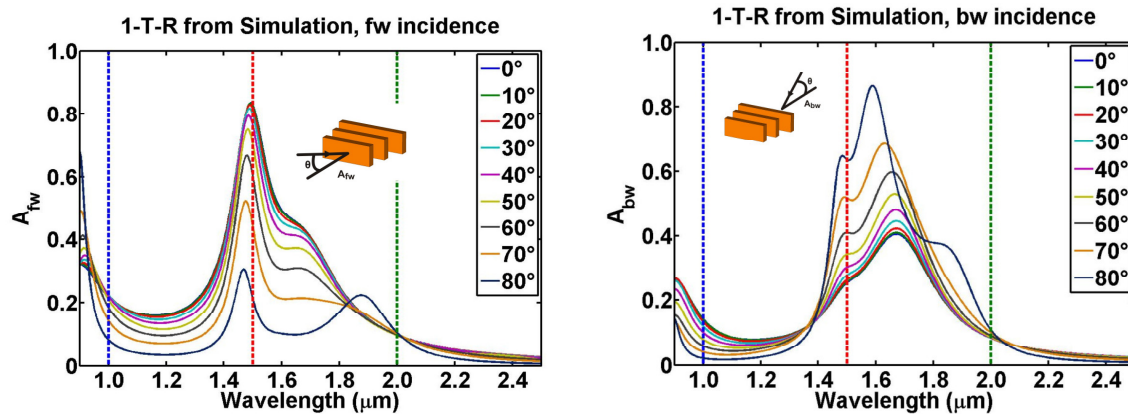 1-T-R from Simulation, fw incidence
A_fw
1.0
0.8
0.6
0.4
0.2
0
1.0 1.2 1.4 1.6 1.8 2.0 2.2 2.4
Wavelength (μm)
θ
A_fw
0°
10°
20°
30°
40°
50°
60°
70°
80°
1-T-R from Simulation, bw incidence
A_bw
1.0
0.8
0.6
0.4
0.2
0
1.0 1.2 1.4 1.6 1.8 2.0 2.2 2.4
Wavelength (μm)
θ
A_bw
0°
10°
20°
30°
40°
50°
60°
70°
80°